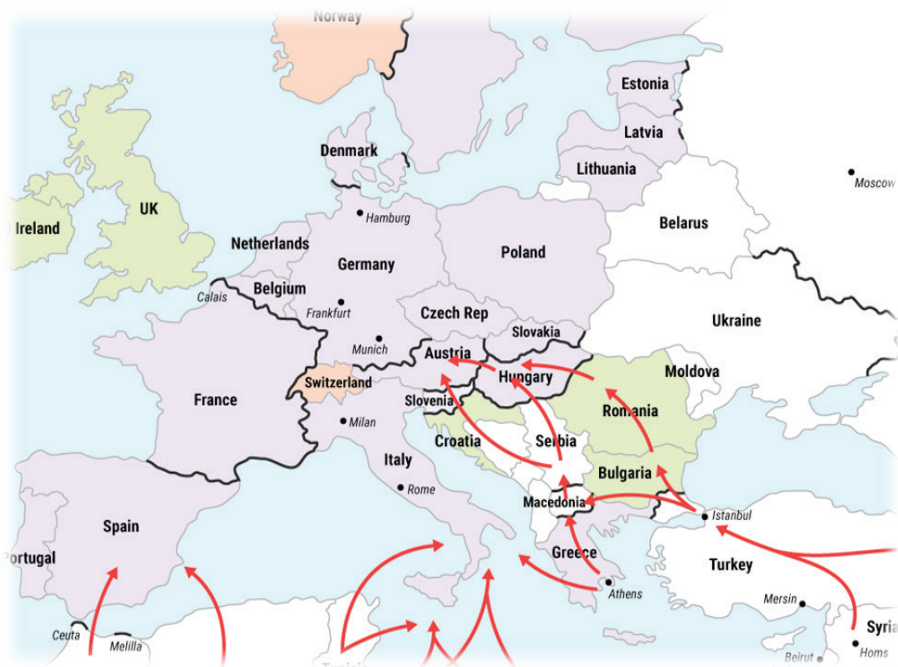 Norway
Estonia
Latvia
Lithuania
Denmark
Moscow
Hamburg
UK
Ireland
Belarus
Netherlands
Germany
Poland
Belgium
Calais
Frankfurt
Czech Rep
Ukraine
Slovakia
Munich
Austria
Moldova
Hungary
Switzerland
France
Slovenia
Romania
Milan
Croatia
Serbia
Italy
Bulgaria
Rome
Macedonia
Istanbul
Spain
Portugal
Greece
Turkey
Athens
Mersin
Syria
Ceuta
Melilla
Homs
Beirut